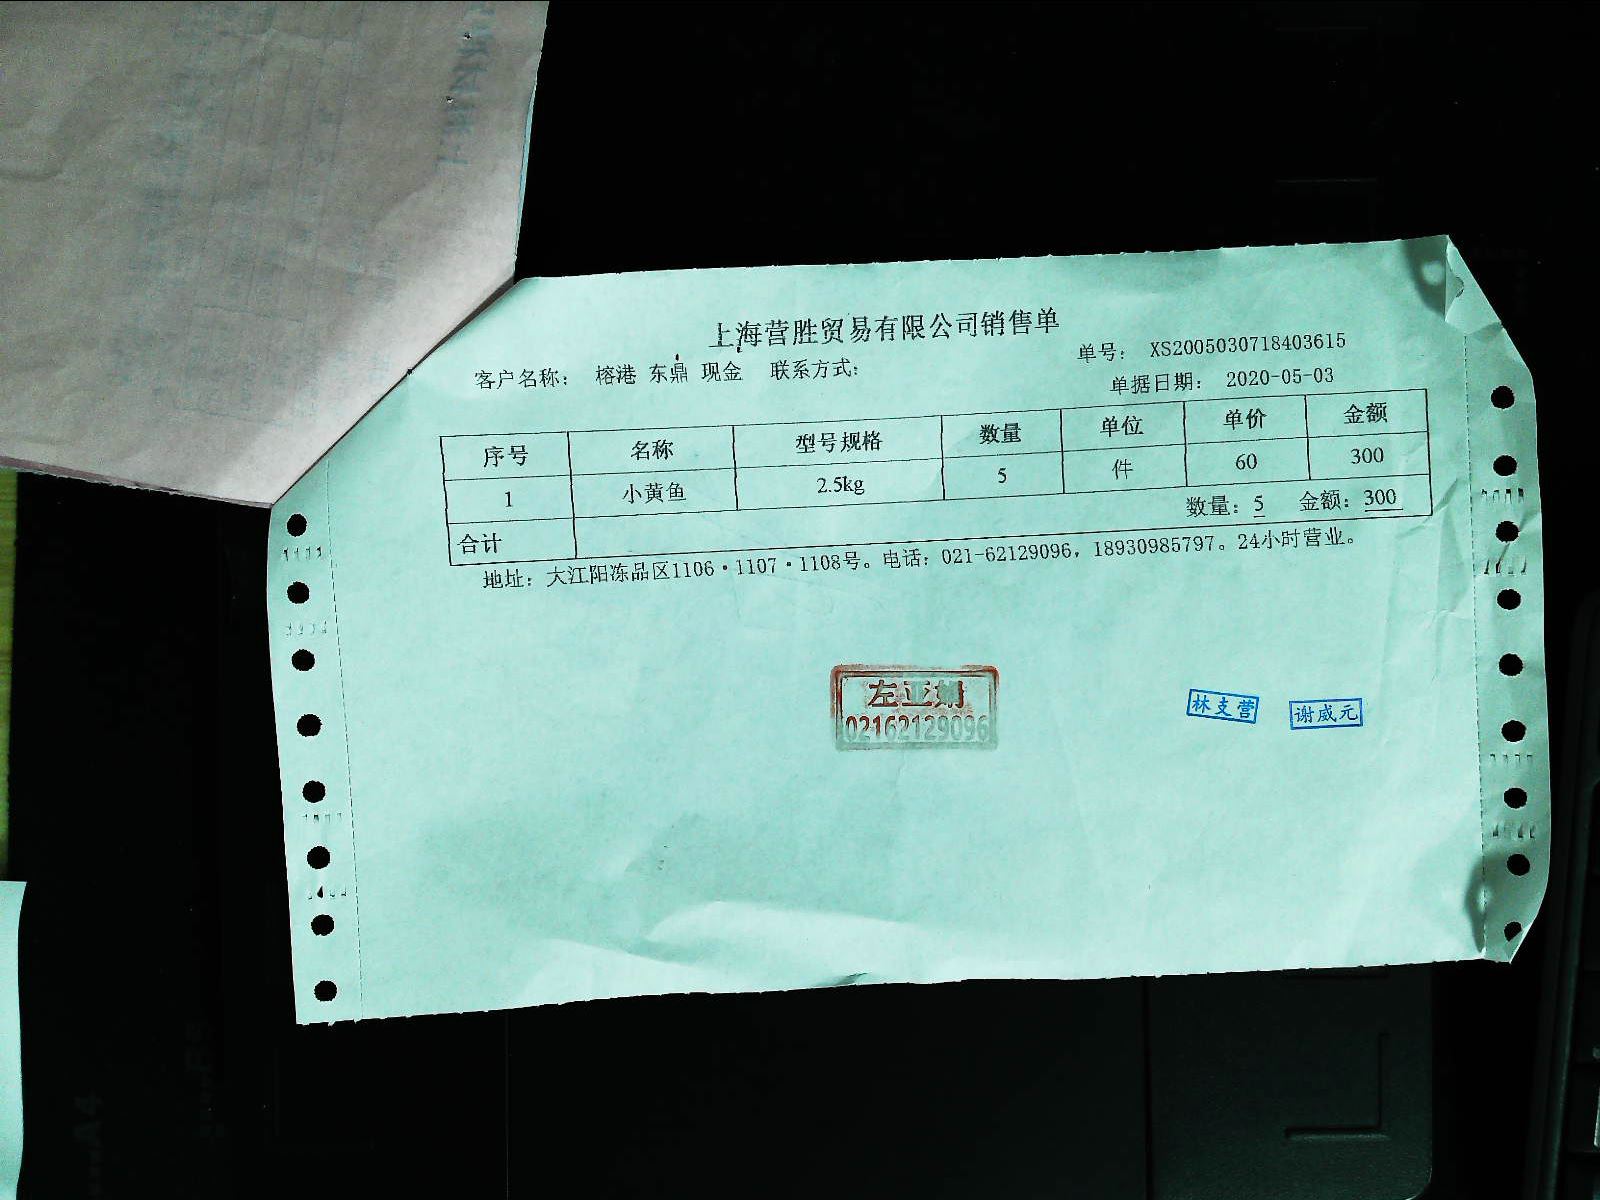 上海营胜贸易有限公司销售单
客户名称： 榕港 东鼎 现金 联系方式：
单号： XS2005030718403615
单据日期： 2020-05-03
序号 名称 型号规格 数量 单位 单价 金额
1 小黄鱼 2.5kg 5 件 60 300
合计 数量：5 金额：300
地址：大江阳冻品区1106·1107·1108号。电话：021-62129096，18930985797。24小时营业。
左亚娟
02162129096
林支营
谢威元
A4